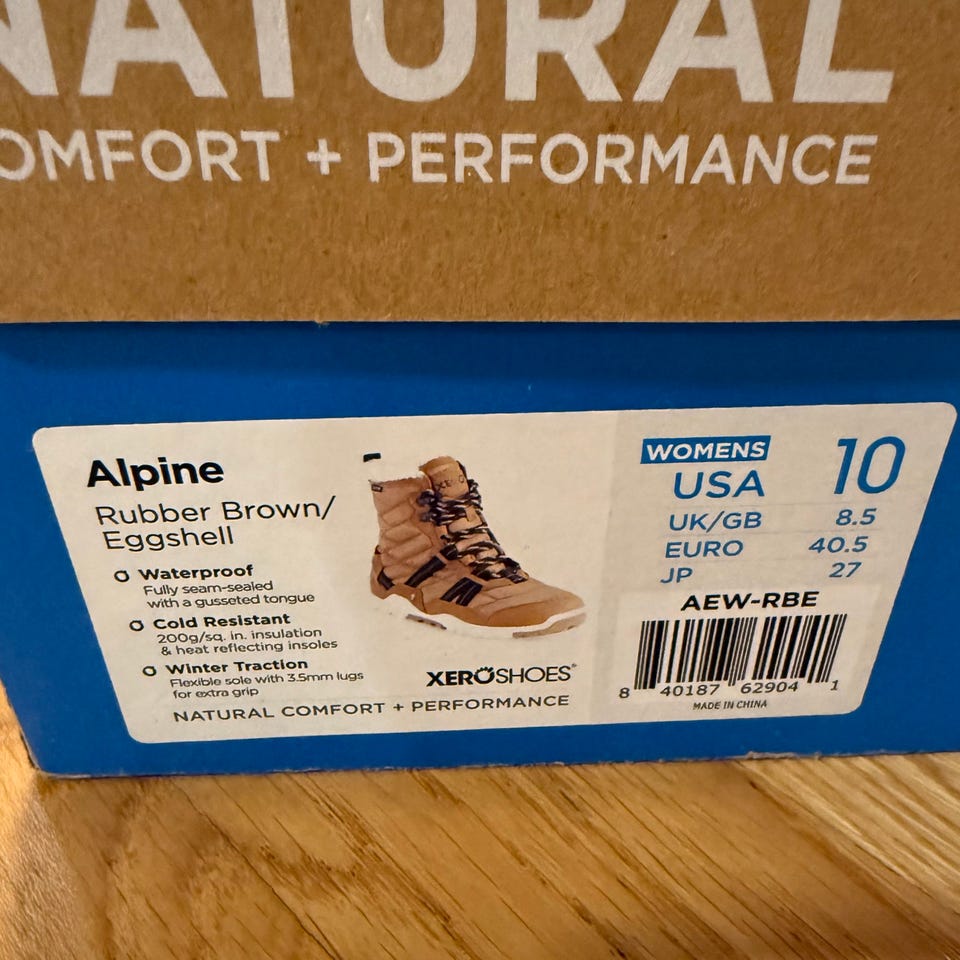 NATURAL
COMFORT + PERFORMANCE
Alpine
Rubber Brown/
Eggshell
Waterproof
Fully seam-sealed
with a gusseted tongue
Cold Resistant
200g/sq. in. insulation
& heat reflecting insoles
Winter Traction
Flexible sole with 3.5mm lugs
for extra grip
NATURAL COMFORT + PERFORMANCE
XEROSHOES®
WOMENS
USA 10
UK/GB 8.5
EURO 40.5
JP 27
AEW-RBE
8 40187 62904 1
MADE IN CHINA